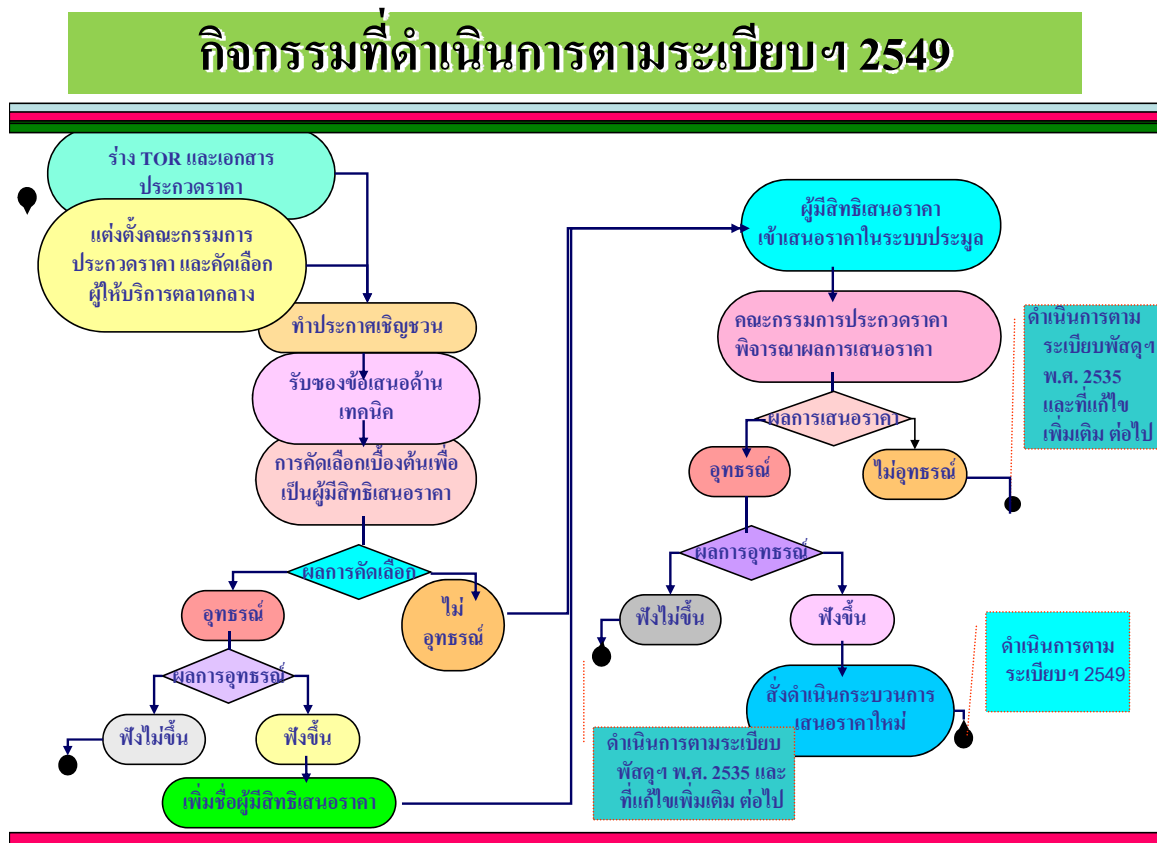 กิจกรรมที่ดำเนินการตามระเบียบฯ 2549
ร่าง TOR และเอกสาร
ประกวดราคา
แต่งตั้งคณะกรรมการ
ประกวดราคา และคัดเลือก
ผู้ให้บริการตลาดกลาง
ทำประกาศเชิญชวน
รับซองข้อเสนอด้าน
เทคนิค
การคัดเลือกเบื้องต้นเพื่อ
เป็นผู้มีสิทธิเสนอราคา
ผลการคัดเลือก
อุทธรณ์
ไม่
อุทธรณ์
ผลการอุทธรณ์
ฟังไม่ขึ้น
ฟังขึ้น
เพิ่มชื่อผู้มีสิทธิเสนอราคา
ผู้มีสิทธิเสนอราคา
เข้าเสนอราคาในระบบประมูล
คณะกรรมการประกวดราคา
พิจารณาผลการเสนอราคา
ผลการเสนอราคา
อุทธรณ์
ไม่อุทธรณ์
ดำเนินการตาม
ระเบียบพัสดุฯ
พ.ศ. 2535
และที่แก้ไข
เพิ่มเติม ต่อไป
ผลการอุทธรณ์
ฟังไม่ขึ้น
ฟังขึ้น
สั่งดำเนินกระบวนการ
เสนอราคาใหม่
ดำเนินการตาม
ระเบียบฯ 2549
ดำเนินการตามระเบียบ
พัสดุฯ พ.ศ. 2535 และ
ที่แก้ไขเพิ่มเติม ต่อไป